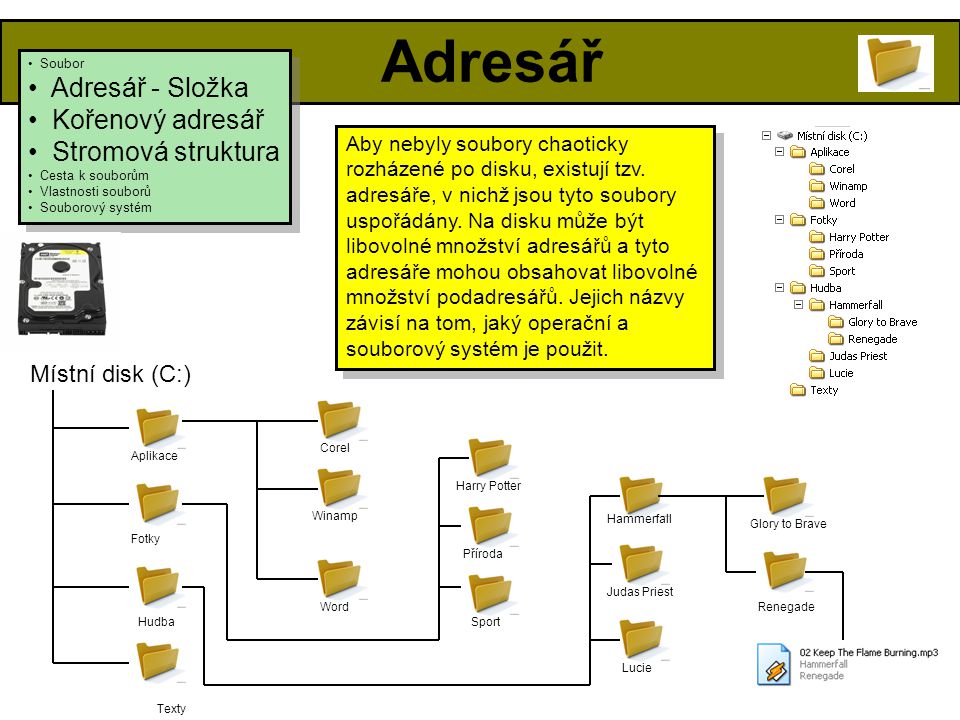 Adresář
• Soubor
• Adresář - Složka
• Kořenový adresář
• Stromová struktura
• Cesta k souborům
• Vlastnosti souborů
• Souborový systém
Aby nebyly soubory chaoticky
rozházené po disku, existují tzv.
adresáře, v nichž jsou tyto soubory
uspořádány. Na disku může být
libovolné množství adresářů a tyto
adresáře mohou obsahovat libovolné
množství podadresářů. Jejich názvy
závisí na tom, jaký operační a
souborový systém je použit.
Místní disk (C:)
Aplikace
Corel
Winamp
Word
Fotky
Harry Potter
Příroda
Sport
Hudba
Hammerfall
Glory to Brave
Renegade
Judas Priest
Lucie
Texty
Místní disk (C:)
Aplikace
Fotky
Hudba
Texty
Corel
Winamp
Word
Harry Potter
Příroda
Sport
Hammerfall
Judas Priest
Lucie
Glory to Brave
Renegade
02 Keep The Flame Burning.mp3
Hammerfall
Renegade